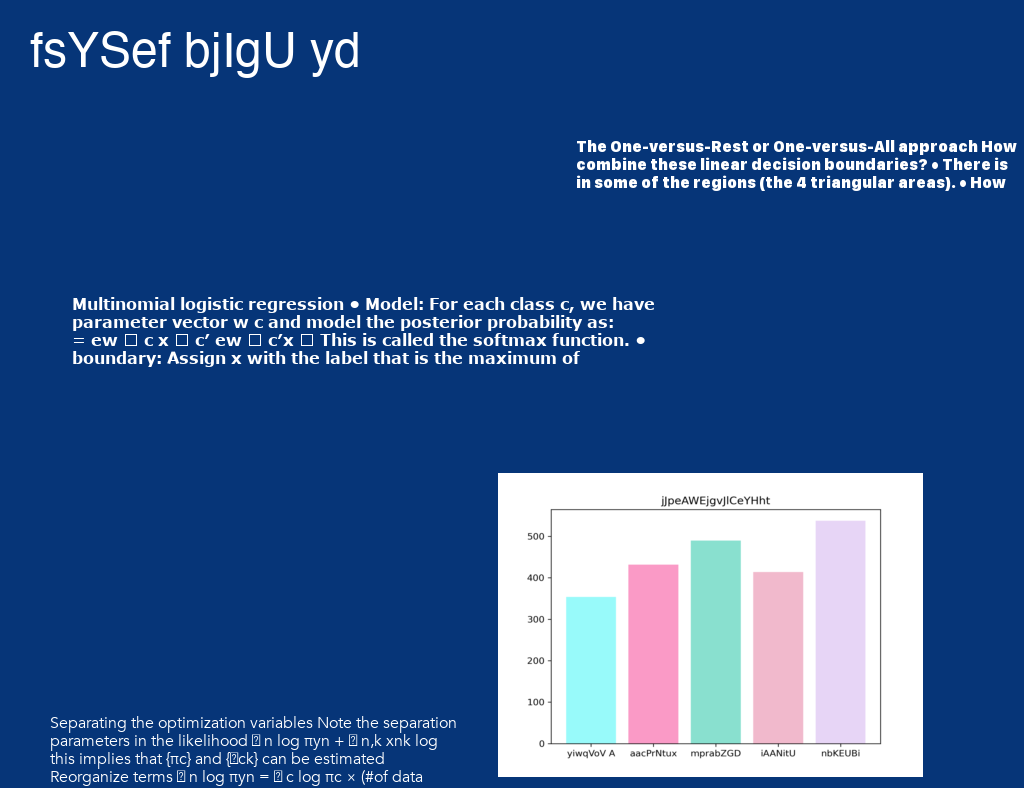 fsYSef bjIgU yd
The One-versus-Rest or One-versus-All approach How
combine these linear decision boundaries? • There is
in some of the regions (the 4 triangular areas). • How
Multinomial logistic regression • Model: For each class c, we have
parameter vector w c and model the posterior probability as:
= ew □ c x □ c′ ew □ c′x □ This is called the softmax function. •
boundary: Assign x with the label that is the maximum of
jJpeAWEjgvJlCeYHht
500
400
300
200
100
0
yiwqVoV A aacPrNtux mprabZGD iAANitU nbKEUBi
Separating the optimization variables Note the separation
parameters in the likelihood □ n log πyn + □ n,k xnk log
this implies that {πc} and {□ck} can be estimated
Reorganize terms □ n log πyn = □ c log πc × (#of data